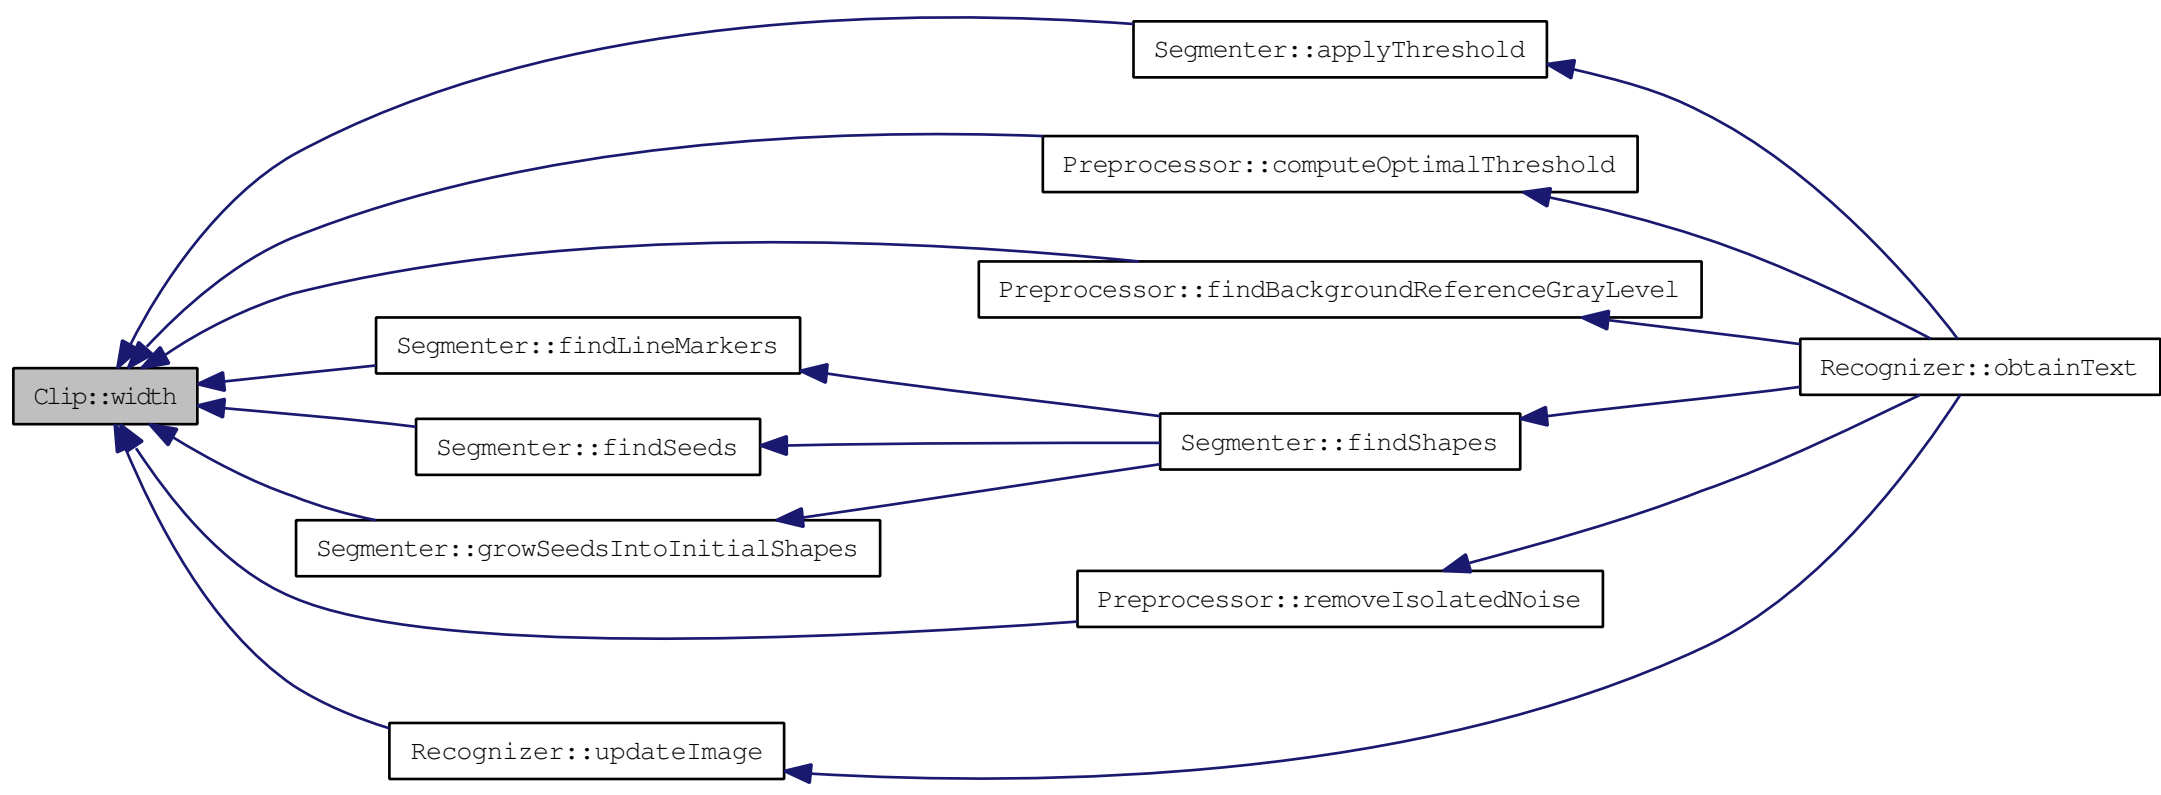 Segmenter::applyThreshold
Preprocessor::computeOptimalThreshold
Preprocessor::findBackgroundReferenceGrayLevel
Segmenter::findLineMarkers
Recognizer::obtainText
Clip::width
Segmenter::findSeeds
Segmenter::findShapes
Segmenter::growSeedsIntoInitialShapes
Preprocessor::removeIsolatedNoise
Recognizer::updateImage